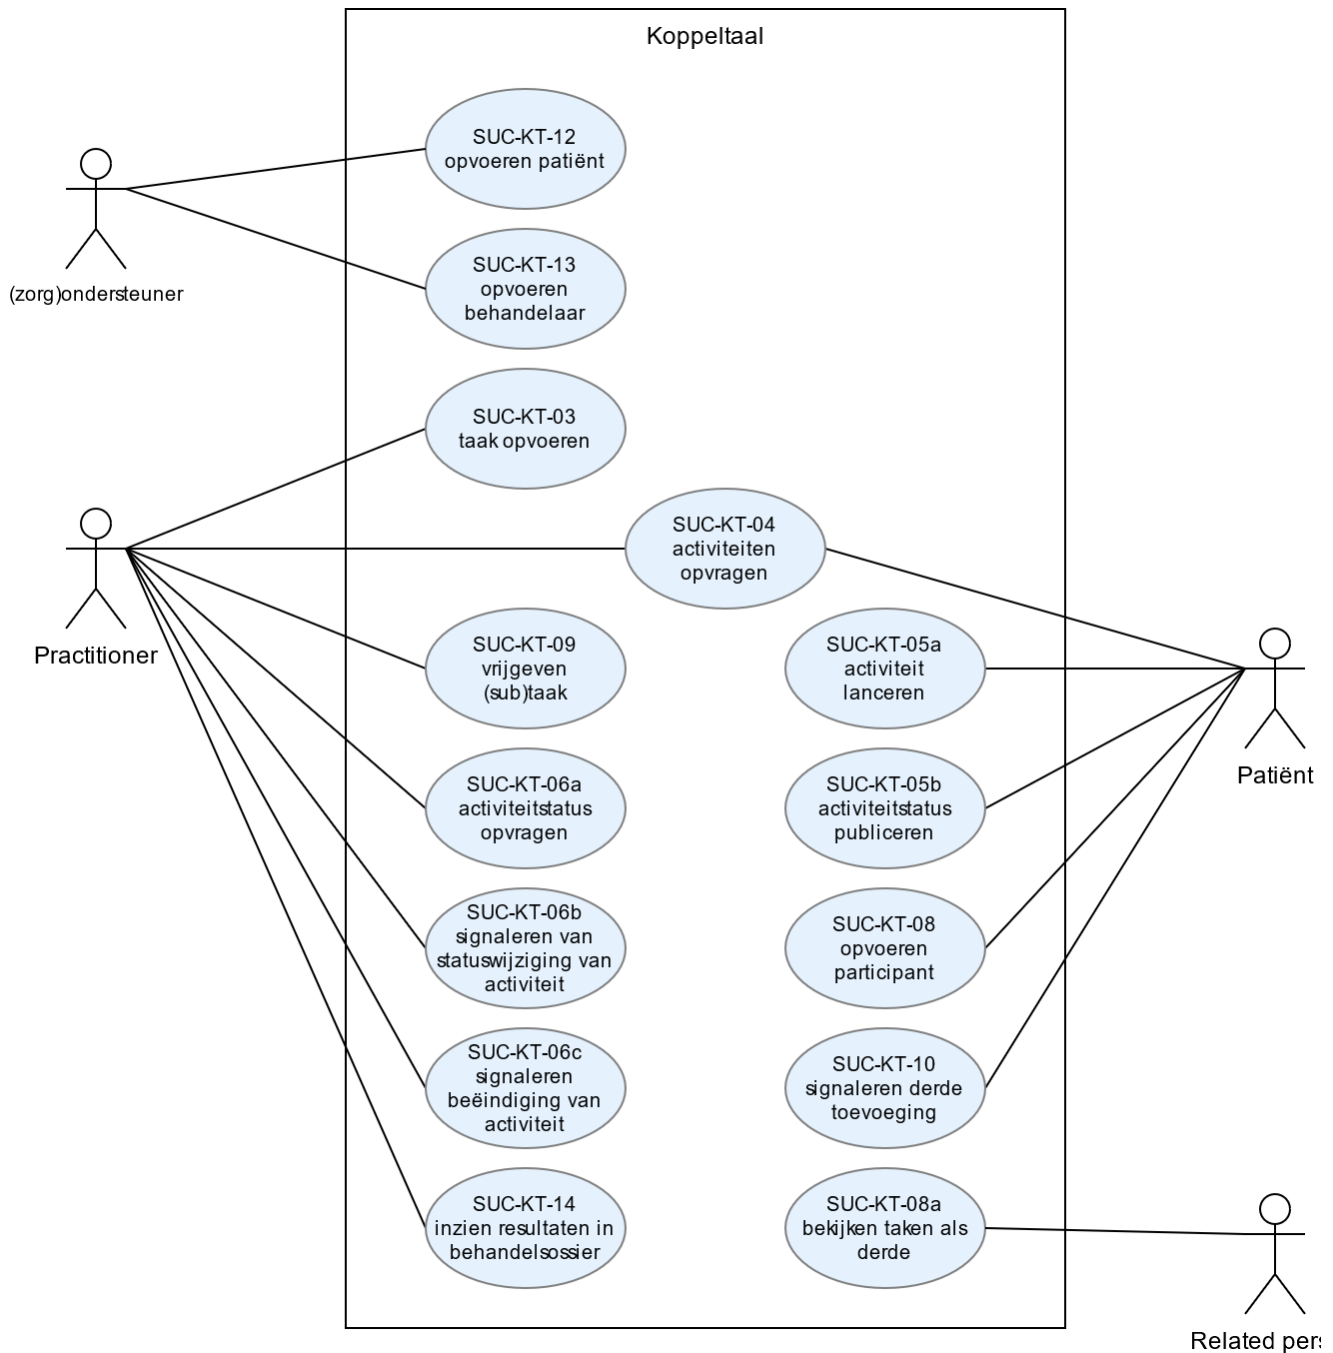 Koppeltaal
SUC-KT-12
opvoeren patiënt
(zorg)ondersteuner
SUC-KT-13
opvoeren
behandelaar
SUC-KT-03
taak opvoeren
SUC-KT-04
activiteiten
opvragen
Practitioner
SUC-KT-09
vrijgeven
(sub)taak
SUC-KT-05a
activiteit
lanceren
Patiënt
SUC-KT-06a
activiteitstatus
opvragen
SUC-KT-05b
activiteitstatus
publiceren
SUC-KT-06b
signaleren van
statuswijziging van
activiteit
SUC-KT-08
opvoeren
participant
SUC-KT-06c
signaleren
beëindiging van
activiteit
SUC-KT-10
signaleren derde
toevoeging
SUC-KT-14
inzien resultaten in
behandelsossier
SUC-KT-08a
bekijken taken als
derde
Related pers